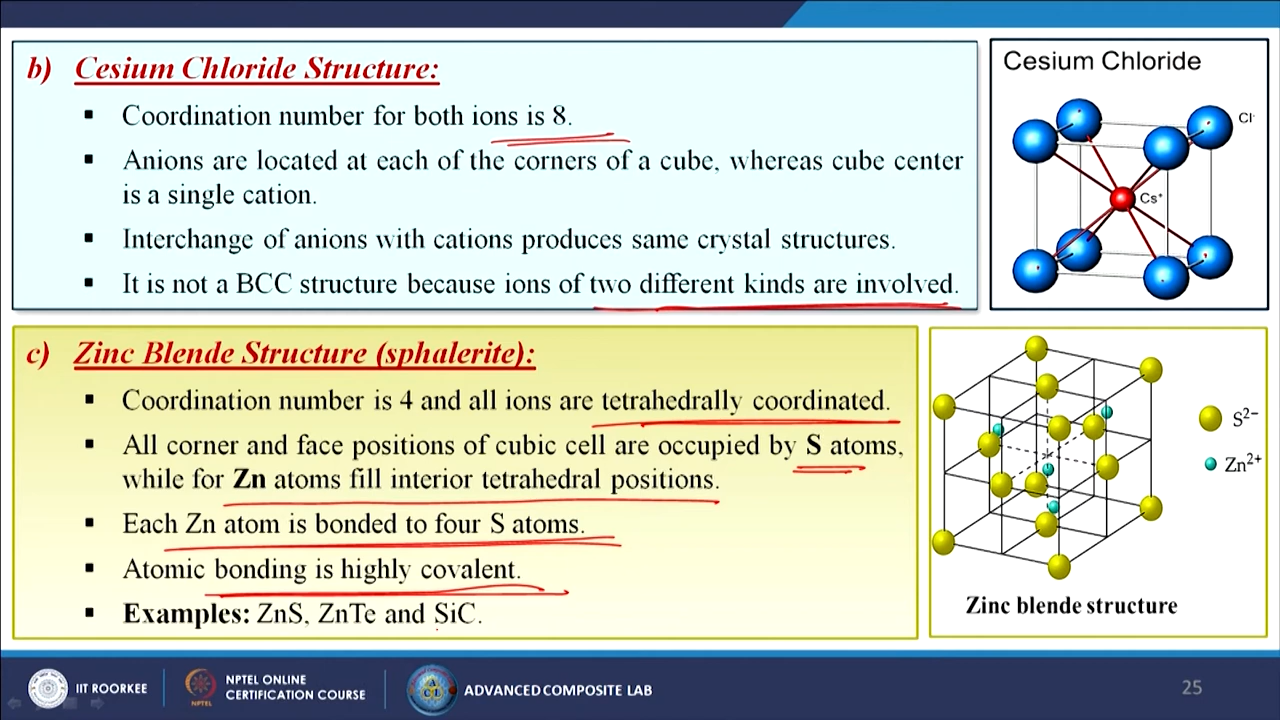 b) Cesium Chloride Structure:
▪ Coordination number for both ions is 8.
▪ Anions are located at each of the corners of a cube, whereas cube center
is a single cation.
▪ Interchange of anions with cations produces same crystal structures.
▪ It is not a BCC structure because ions of two different kinds are involved.
Cesium Chloride
Cl-
Cs+
c) Zinc Blende Structure (sphalerite):
▪ Coordination number is 4 and all ions are tetrahedrally coordinated.
▪ All corner and face positions of cubic cell are occupied by S atoms,
while for Zn atoms fill interior tetrahedral positions.
▪ Each Zn atom is bonded to four S atoms.
▪ Atomic bonding is highly covalent.
▪ Examples: ZnS, ZnTe and SiC.
S²⁻
Zn²⁺
Zinc blende structure
IIT ROORKEE
NPTEL ONLINE
CERTIFICATION COURSE
NPTEL
ADVANCED COMPOSITE LAB
25